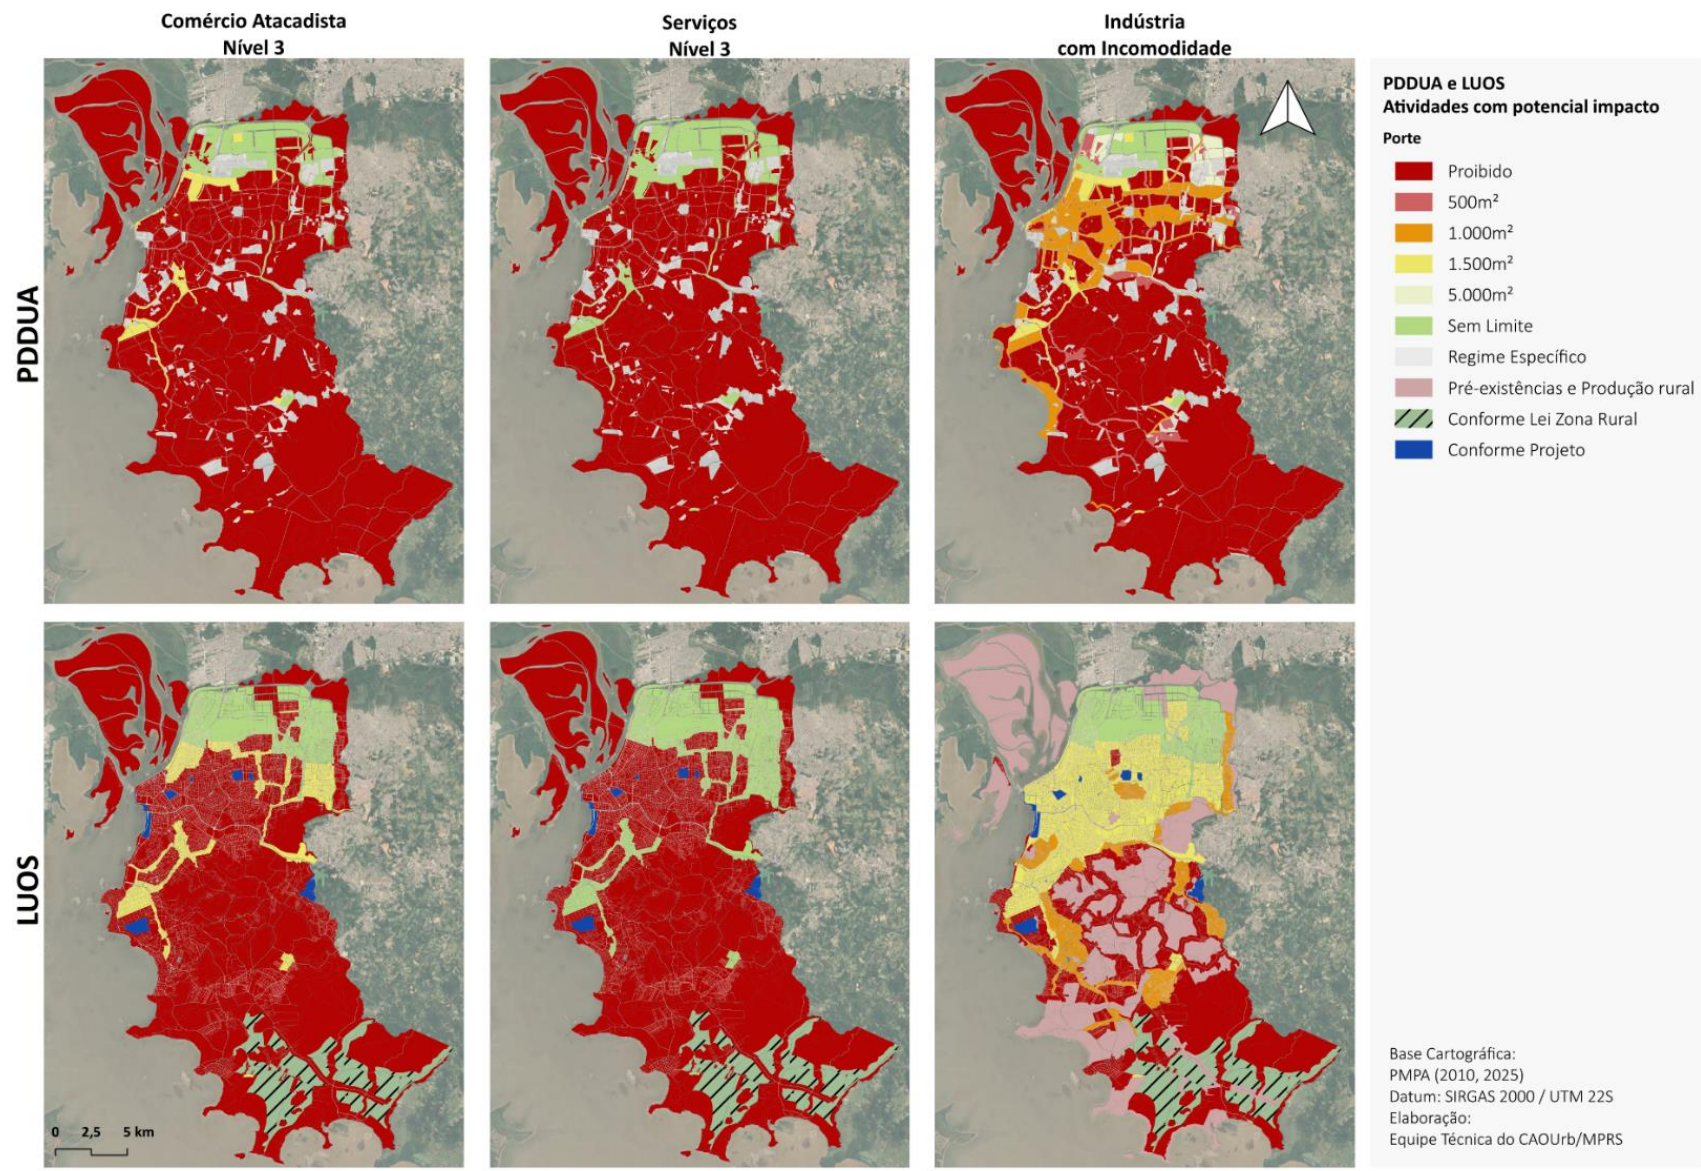 Comércio Atacadista
Nível 3
Serviços
Nível 3
Indústria
com Incomodidade
PDDUA
LUOS
0 2,5 5 km
PDDUA e LUOS
Atividades com potencial impacto
Porte
Proibido
500m²
1.000m²
1.500m²
5.000m²
Sem Limite
Regime Específico
Pré-existências e Produção rural
Conforme Lei Zona Rural
Conforme Projeto
Base Cartográfica:
PMPA (2010, 2025)
Datum: SIRGAS 2000 / UTM 22S
Elaboração:
Equipe Técnica do CAOUrb/MPRS